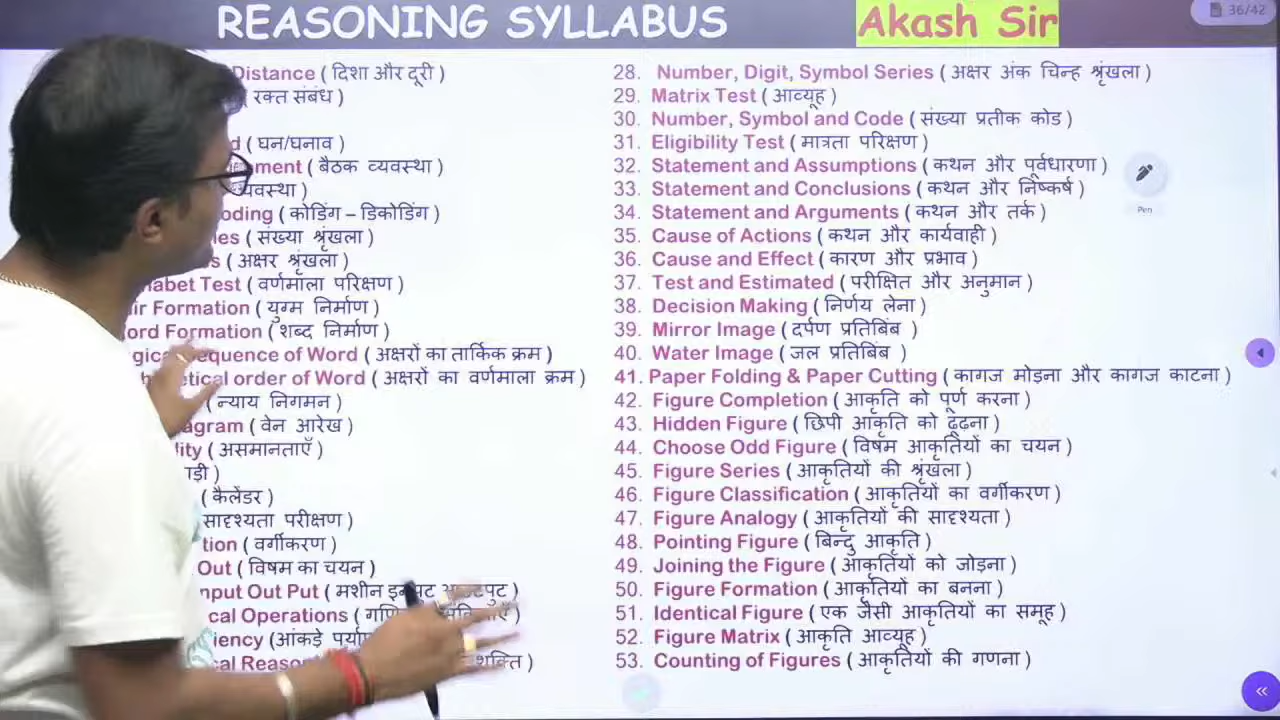 REASONING SYLLABUS
Akash Sir
36/42
Distance ( दिशा और दूरी )
रक्त संबंध )
( घन/घनाव )
ement ( बैठक व्यवस्था )
व्यवस्था )
oding ( कोडिंग – डिकोडिंग )
ies ( संख्या श्रृंखला )
s ( अक्षर श्रृंखला )
habet Test ( वर्णमाला परिक्षण )
ir Formation ( युग्म निर्माण )
ord Formation ( शब्द निर्माण )
gica equence of Word ( अक्षरों का तार्किक क्रम )
etical order of Word ( अक्षरों का वर्णमाला क्रम )
( न्याय निगमन )
agram ( वेन आरेख )
ity ( असमानताएँ )
ड़ी )
( कैलेंडर )
सादृश्यता परीक्षण )
tion ( वर्गीकरण )
Out ( विषम का चयन )
nput Out Put ( मशीन
cal Operations (
iency (आंकड़े
cal Reaso
28. Number, Digit, Symbol Series ( अक्षर अंक चिन्ह श्रृंखला )
29. Matrix Test ( आव्यूह )
30. Number, Symbol and Code ( संख्या प्रतीक कोड )
31. Eligibility Test ( मात्रता परिक्षण )
32. Statement and Assumptions ( कथन और पूर्वधारणा )
33. Statement and Conclusions ( कथन और निष्कर्ष )
34. Statement and Arguments ( कथन और तर्क )
35. Cause of Actions ( कथन और कार्यवाही )
36. Cause and Effect ( कारण और प्रभाव )
37. Test and Estimated ( परीक्षित और अनुमान )
38. Decision Making ( निर्णय लेना )
39. Mirror Image ( दर्पण प्रतिबिंब )
40. Water Image ( जल प्रतिबिंब )
41. Paper Folding & Paper Cutting ( कागज मोड़ना और कागज काटना )
42. Figure Completion ( आकृति को पूर्ण करना )
43. Hidden Figure ( छिपी आकृति को ढूंढ़ना )
44. Choose Odd Figure ( विषम आकृतियों का चयन )
45. Figure Series ( आकृतियों की श्रृंखला )
46. Figure Classification ( आकृतियों का वर्गीकरण )
47. Figure Analogy ( आकृतियों की सादृश्यता )
48. Pointing Figure ( बिन्दु आकृति )
49. Joining the Figure ( आकृतियों को जोड़ना )
50. Figure Formation ( आकृतियों का बनना )
51. Identical Figure ( एक जैसी आकृतियों का समूह )
52. Figure Matrix ( आकृति आव्यूह )
53. Counting of Figures ( आकृतियों की गणना )
Pen